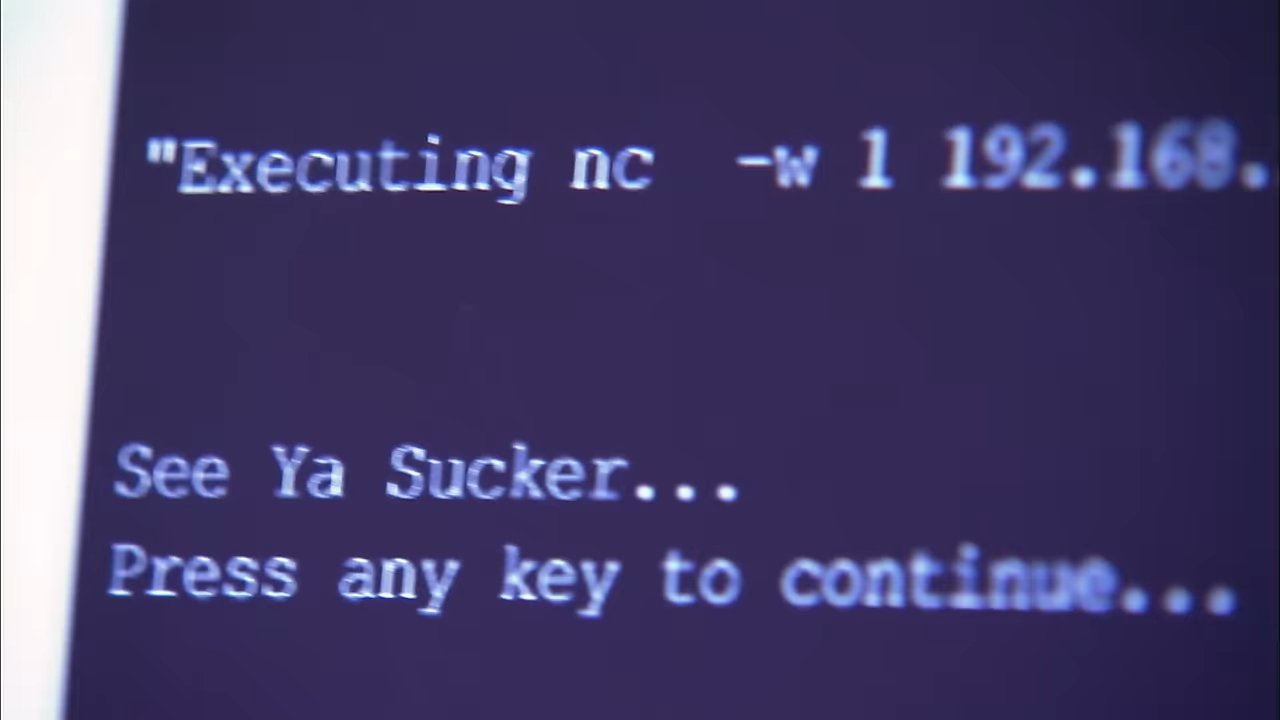 "Executing nc  -w 1 192.168.
See Ya Sucker...
Press any key to continue...